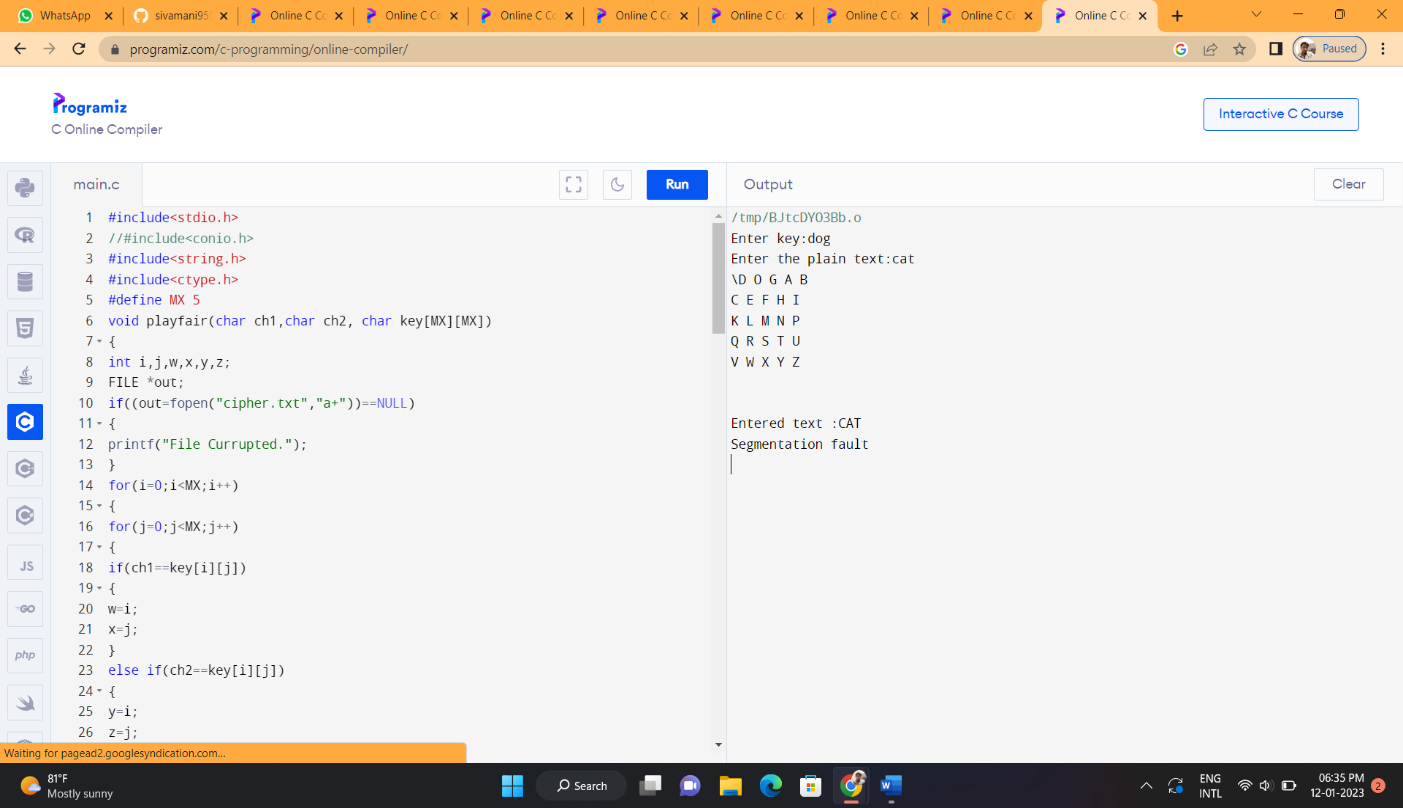 WhatsApp
sivamani95
Online C Co
Online C Co
Online C Co
Online C Co
Online C Co
Online C Co
Online C Co
Online C Co
programiz.com/c-programming/online-compiler/
Paused
Programiz
C Online Compiler
Interactive C Course
main.c
Run
Output
Clear
1 #include<stdio.h>
2 //#include<conio.h>
3 #include<string.h>
4 #include<ctype.h>
5 #define MX 5
6 void playfair(char ch1,char ch2, char key[MX][MX])
7 {
8 int i,j,w,x,y,z;
9 FILE *out;
10 if((out=fopen("cipher.txt","a+"))==NULL)
11 {
12 printf("File Currupted.");
13 }
14 for(i=0;i<MX;i++)
15 {
16 for(j=0;j<MX;j++)
17 {
18 if(ch1==key[i][j])
19 {
20 w=i;
21 x=j;
22 }
23 else if(ch2==key[i][j])
24 {
25 y=i;
26 z=j;
/tmp/BJtcDYO3Bb.o
Enter key:dog
Enter the plain text:cat
\D O G A B
C E F H I
K L M N P
Q R S T U
V W X Y Z
Entered text :CAT
Segmentation fault
JS
GO
php
Waiting for pagead2.googlesyndication.com...
81°F
Mostly sunny
Search
ENG
INTL
06:35 PM
12-01-2023
2